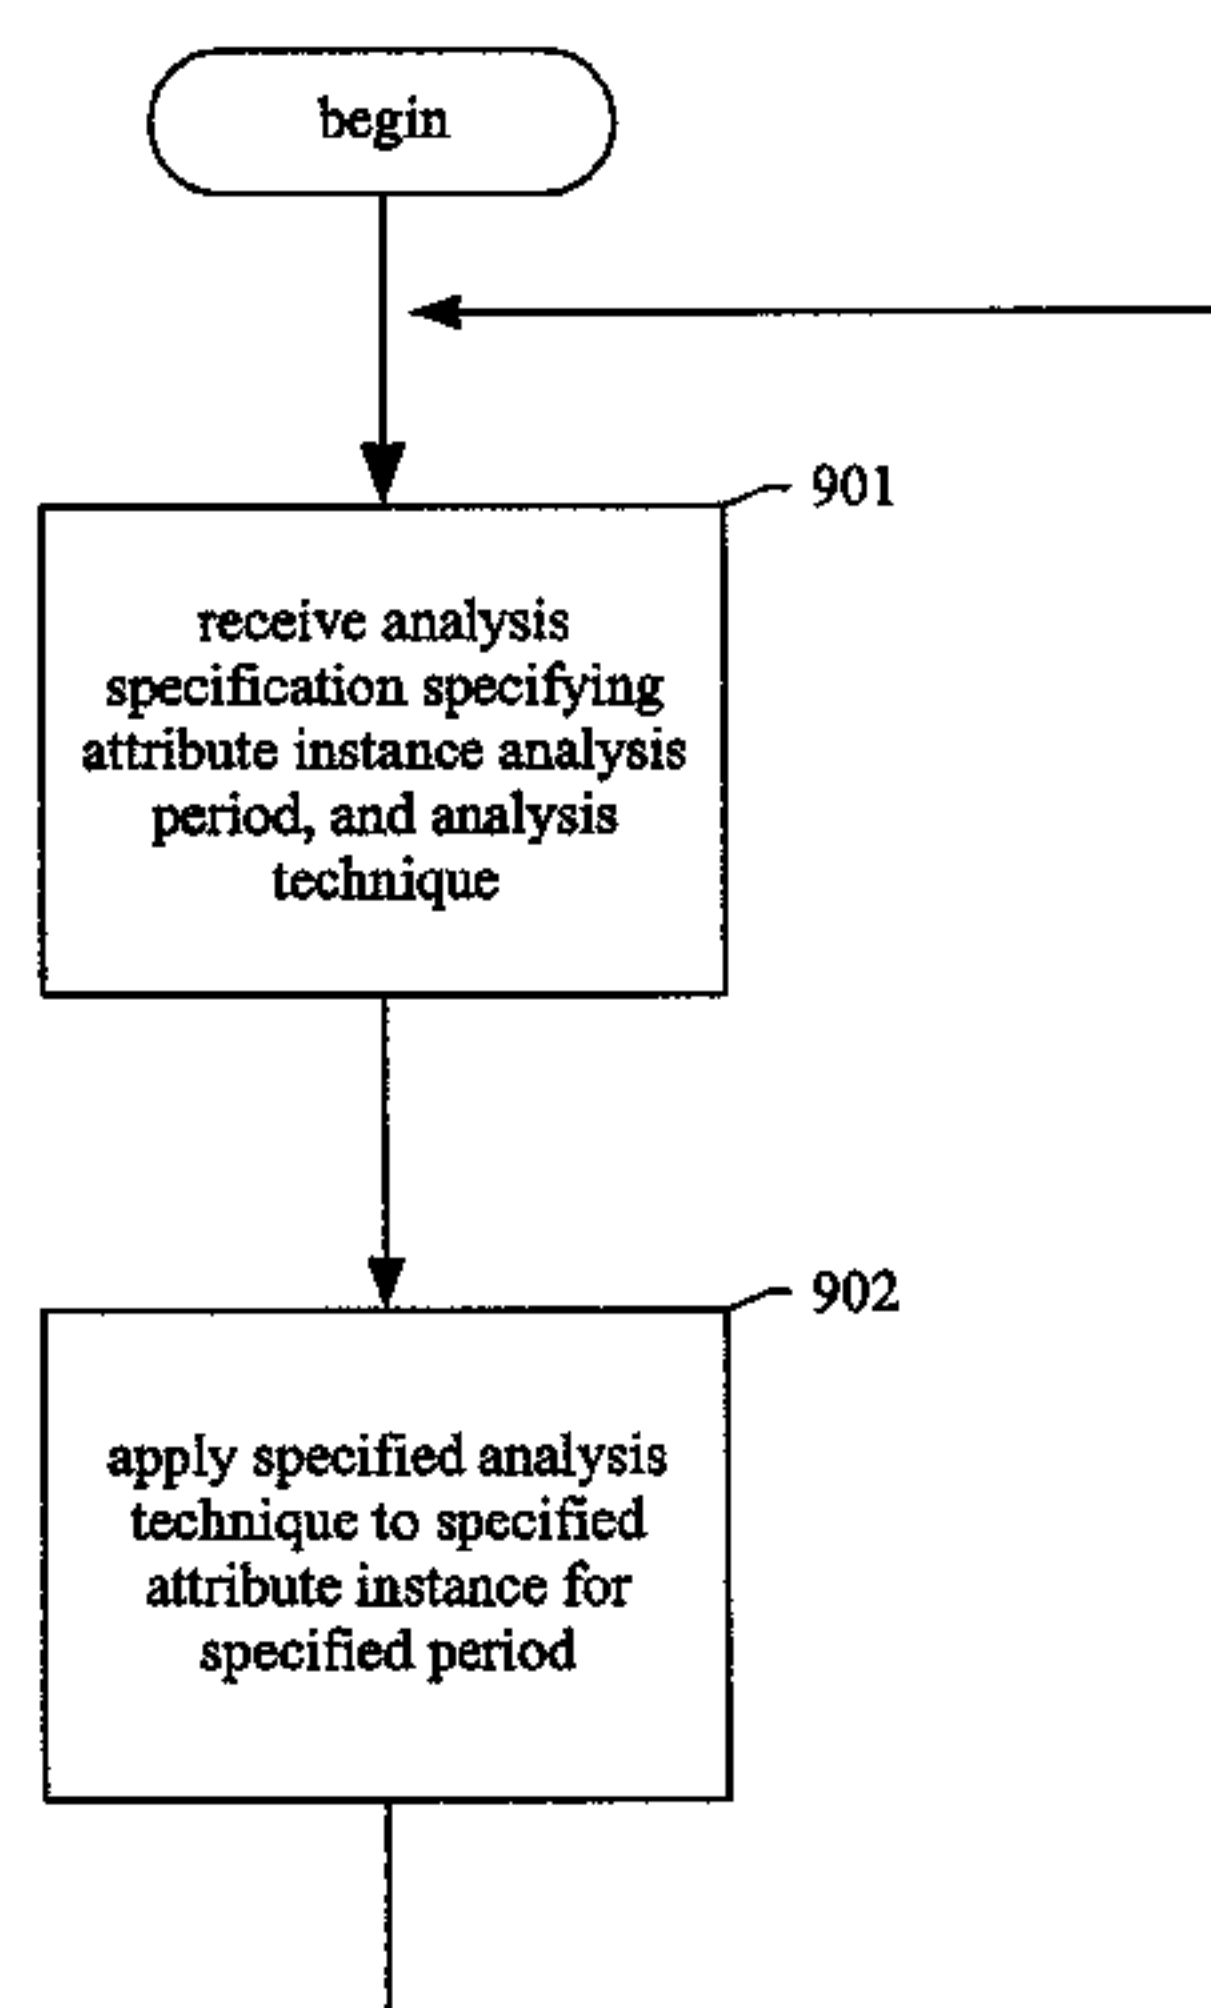 begin
901
receive analysis
specification specifying
attribute instance analysis
period, and analysis
technique
902
apply specified analysis
technique to specified
attribute instance for
specified period